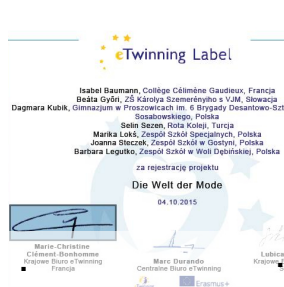 eTwinning Label
Isabel Baumann, Collège Célimène Gaudieux, Francja
Beáta Győri, ZŠ Károlya Szemerényiho s VJM, Słowacja
Dagmara Kubik, Gimnazjum w Proszowicach im. 6 Brygady Desantowo-Szt
Sosabowskiego, Polska
Selin Sezen, Rota Koleji, Turcja
Marika Lokś, Zespół Szkół Specjalnych, Polska
Joanna Steczek, Zespół Szkół w Gostyni, Polska
Barbara Legutko, Zespół Szkół w Woli Dębińskiej, Polska
za rejestrację projektu
Die Welt der Mode
04.10.2015
Marie-Christine
Clément-Bonhomme
Krajowe Biuro eTwinning
Francja
Marc Durando
Centralne Biuro eTwinning
Lubica
Krajowe
Erasmus+